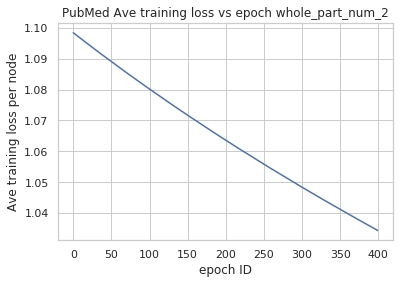 PubMed Ave training loss vs epoch whole_part_num_2
Ave training loss per node
1.10
1.09
1.08
1.07
1.06
1.05
1.04
0 50 100 150 200 250 300 350 400
epoch ID